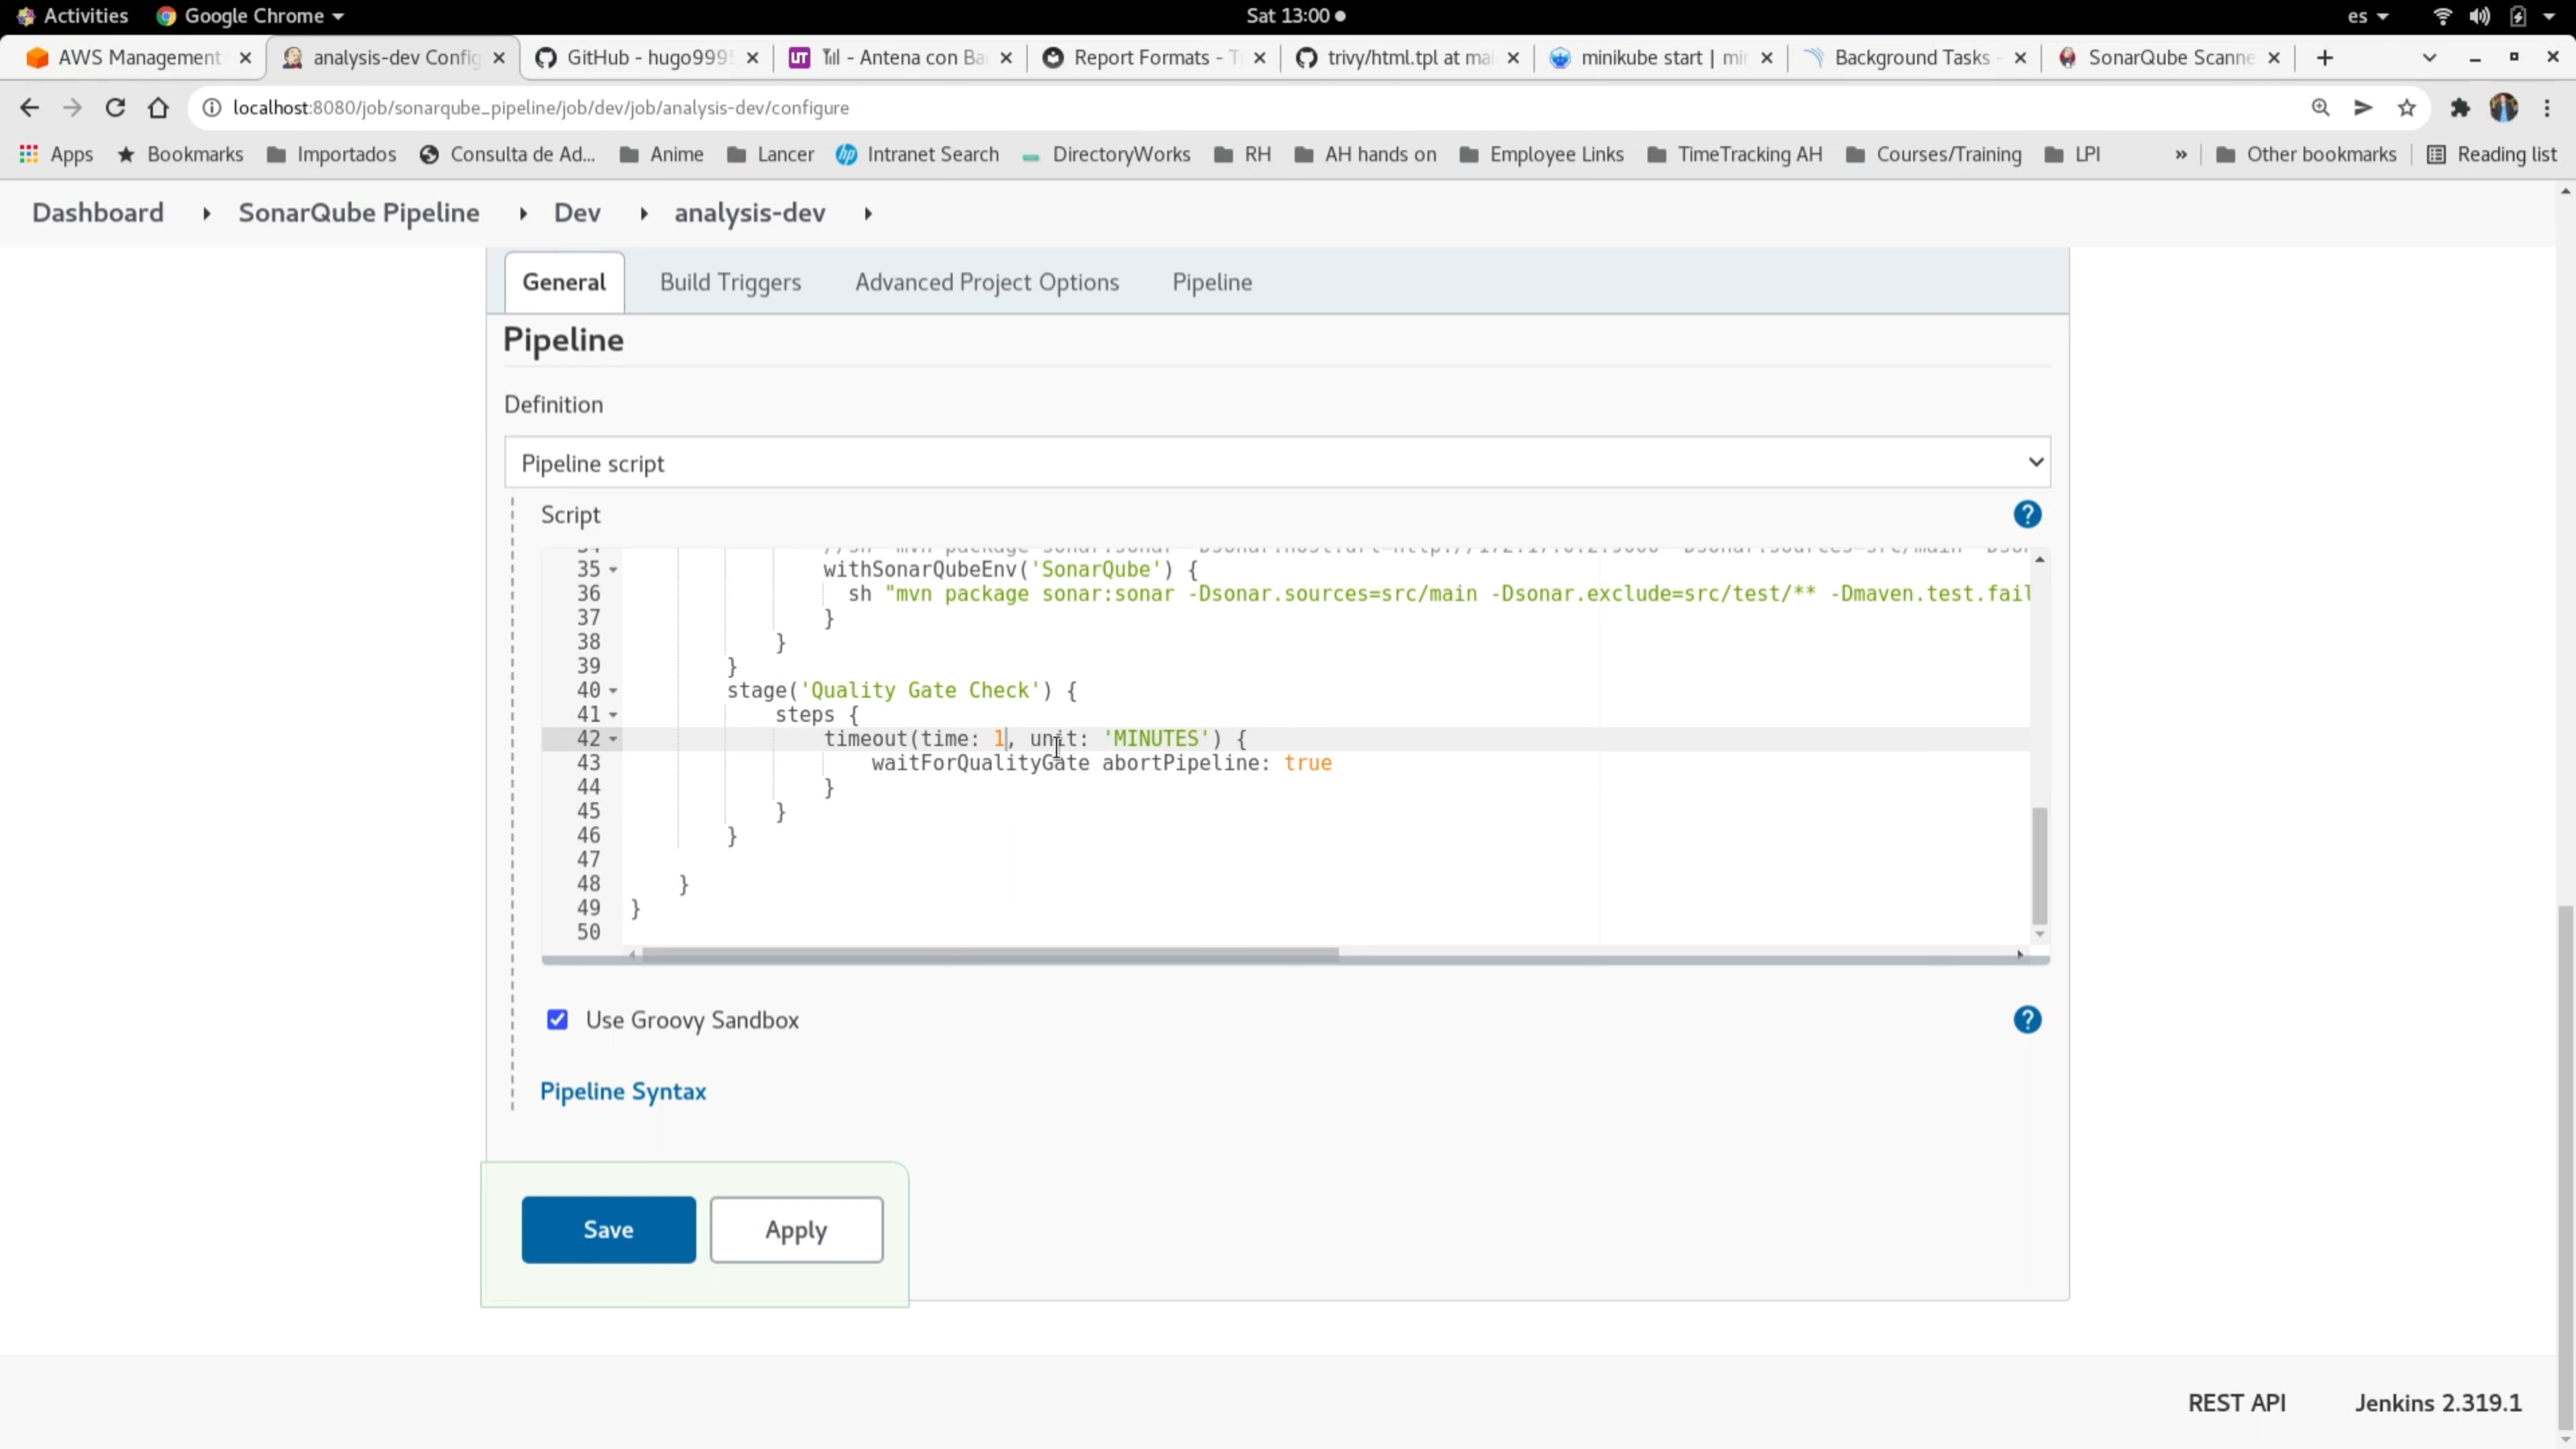 Activities Google Chrome Sat 13:00 es
AWS Management analysis-dev Config GitHub - hugo999 - Antena con Ba Report Formats - T trivy/html.tpl at mai minikube start | mi Background Tasks - SonarQube Scanne
localhost:8080/job/sonarqube_pipeline/job/dev/job/analysis-dev/configure
Apps Bookmarks Importados Consulta de Ad... Anime Lancer Intranet Search DirectoryWorks RH AH hands on Employee Links TimeTracking AH Courses/Training LPI » Other bookmarks Reading list
Dashboard SonarQube Pipeline Dev analysis-dev
General Build Triggers Advanced Project Options Pipeline
Pipeline
Definition
Pipeline script
Script
?
35 withSonarQubeEnv('SonarQube') {
36 sh "mvn package sonar:sonar -Dsonar.sources=src/main -Dsonar.exclude=src/test/** -Dmaven.test.fail
37 }
38 }
39 }
40 stage('Quality Gate Check') {
41 steps {
42 timeout(time: 1, unit: 'MINUTES') {
43 waitForQualityGate abortPipeline: true
44 }
45 }
46 }
47
48 }
49 }
50
Use Groovy Sandbox
?
Pipeline Syntax
Save Apply
REST API Jenkins 2.319.1